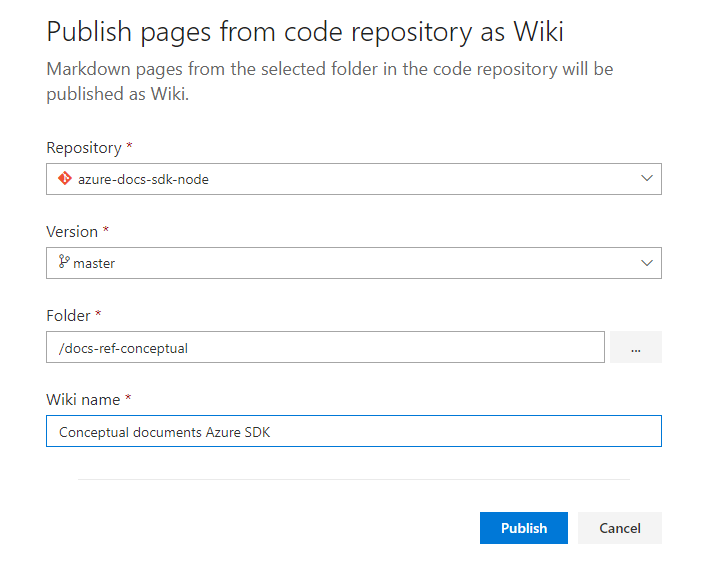 Publish pages from code repository as Wiki
Markdown pages from the selected folder in the code repository will be
published as Wiki.
Repository *
azure-docs-sdk-node
Version *
master
Folder *
/docs-ref-conceptual
...
Wiki name *
Conceptual documents Azure SDK
Publish
Cancel